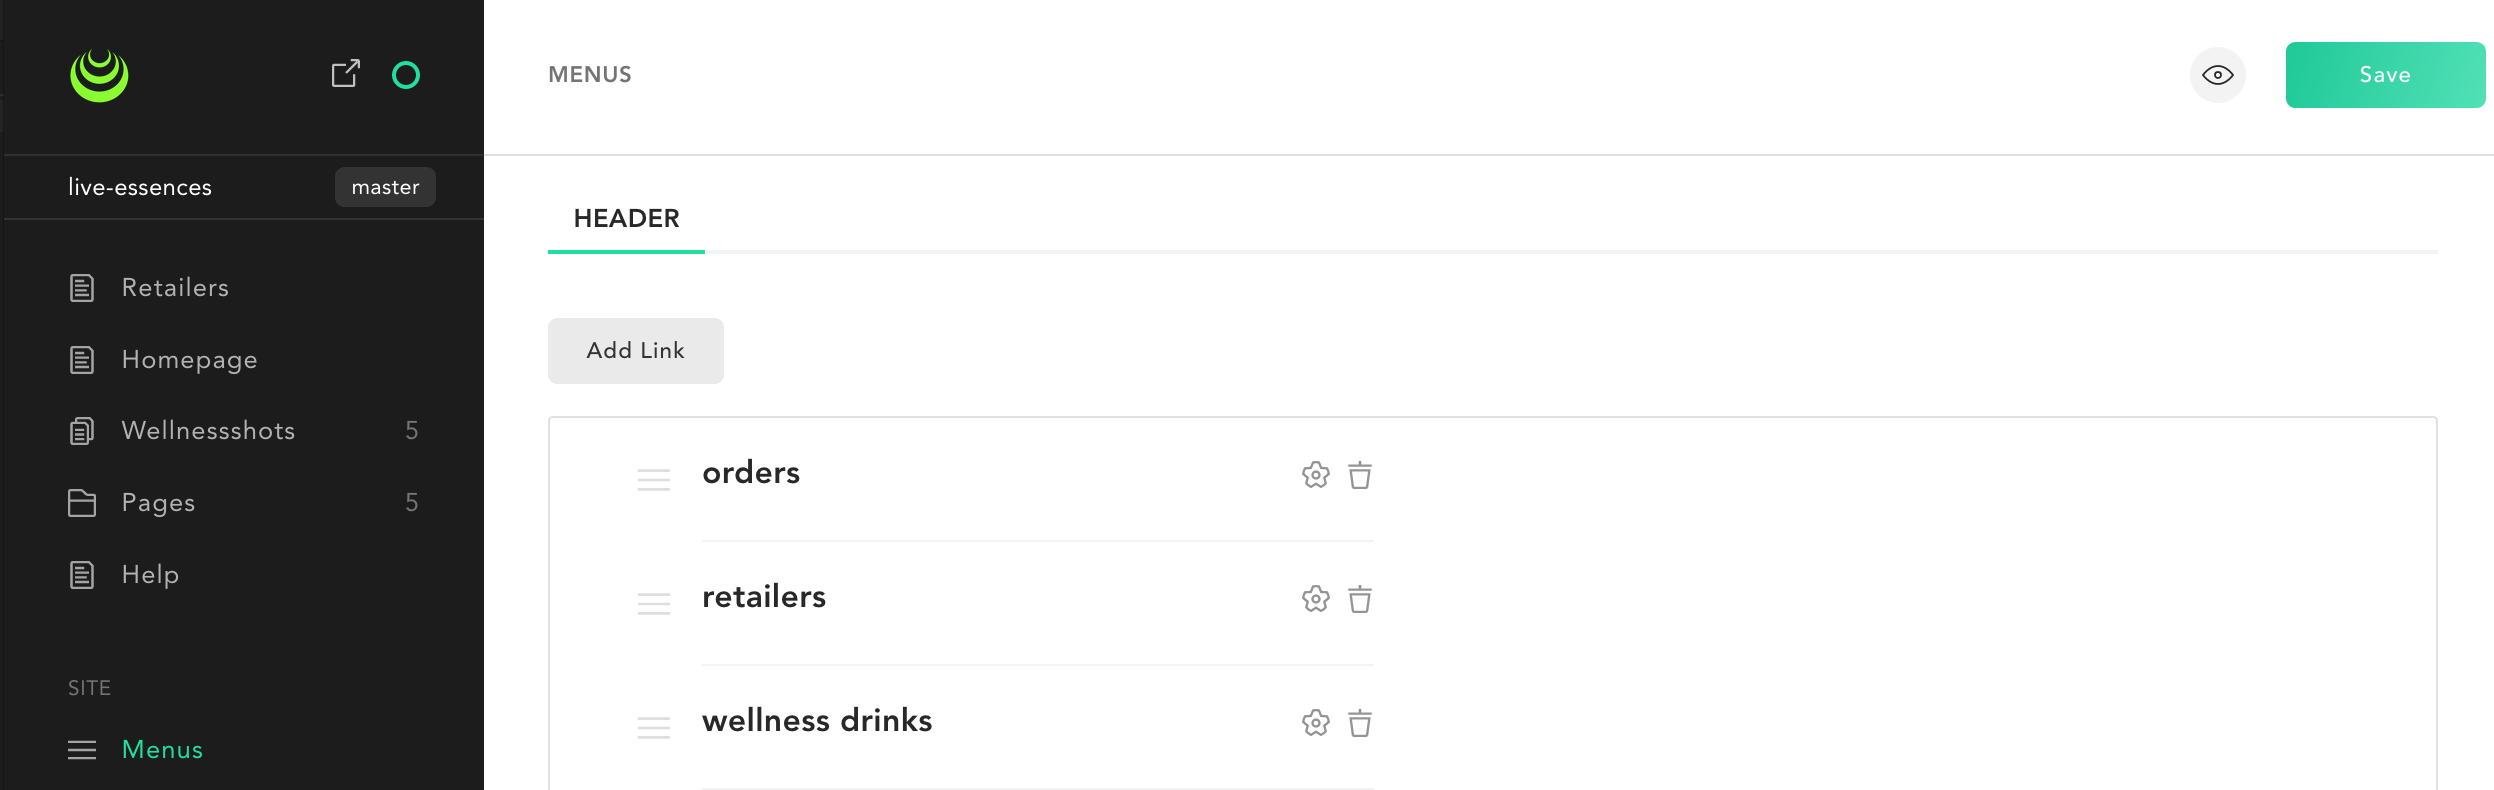 MENUS
Save
live-essences
master
HEADER
Retailers
Add Link
Homepage
Wellnessshots 5
orders
Pages 5
Help
retailers
SITE
wellness drinks
Menus